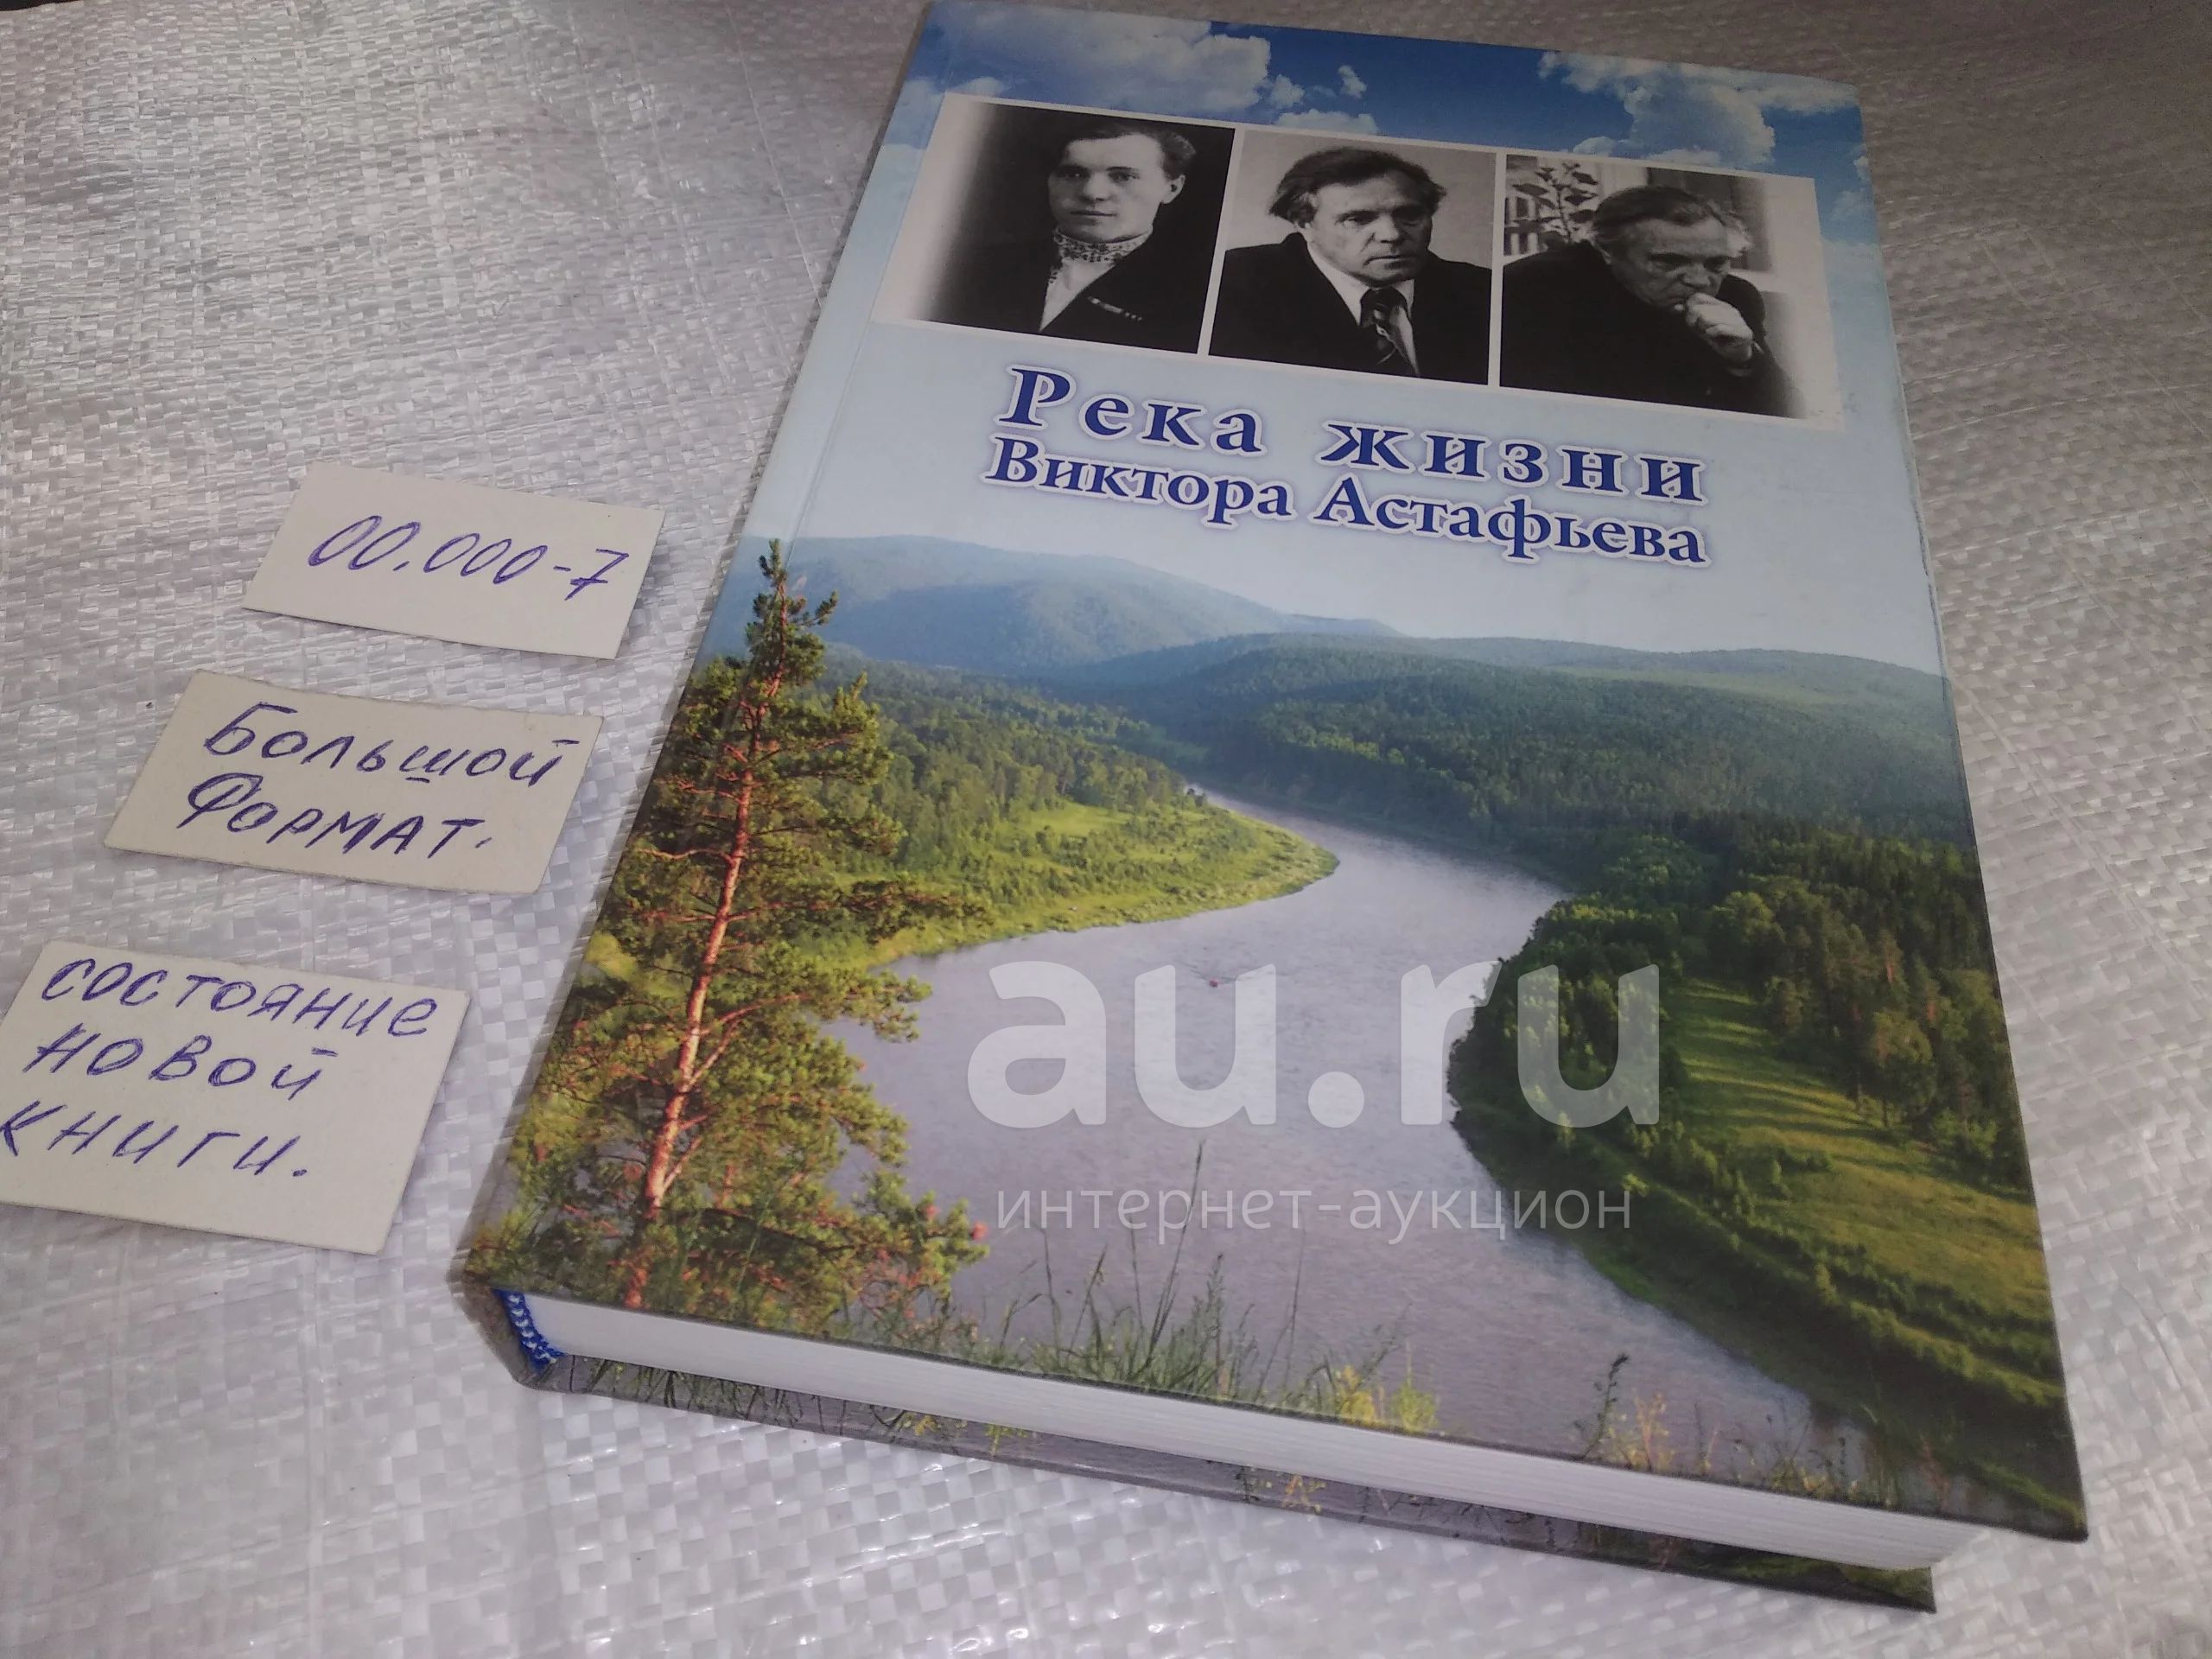 Река жизни
Виктора Астафьева
00.000-7
Большой
Формат.
состояние
новой
книги.
au.ru
интернет-аукцион